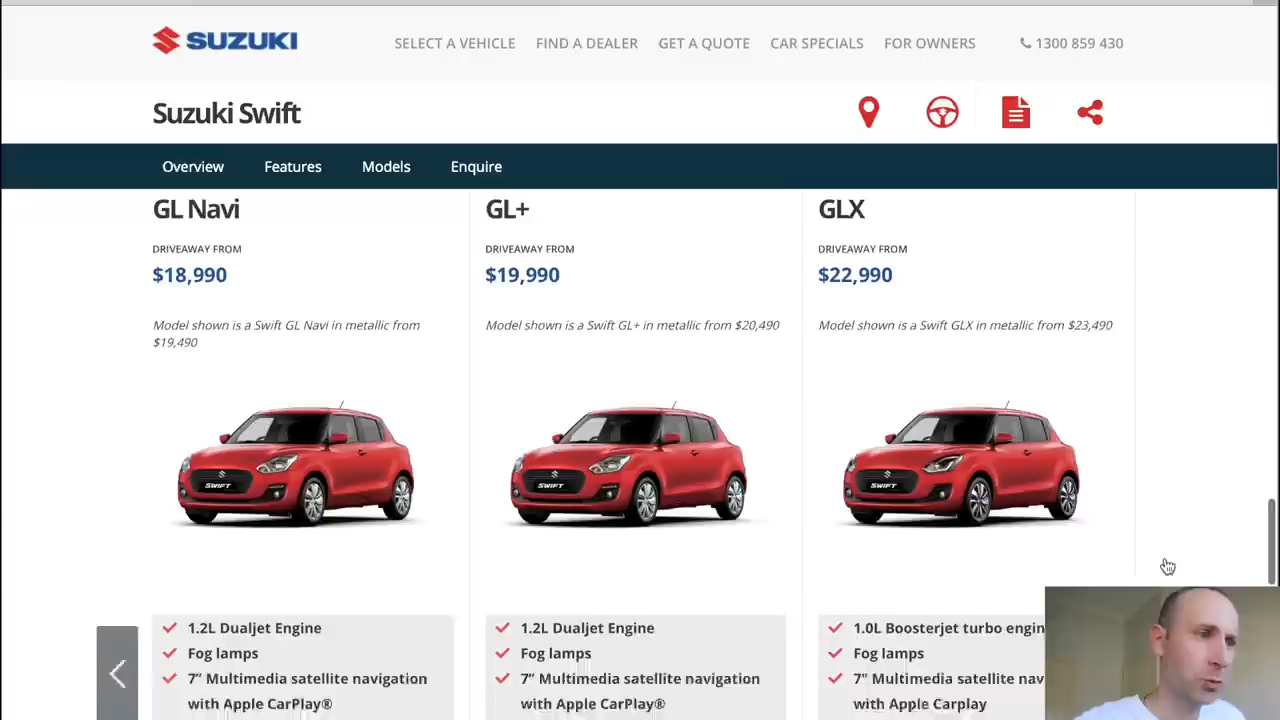 SUZUKI
SELECT A VEHICLE FIND A DEALER GET A QUOTE CAR SPECIALS FOR OWNERS 1300 859 430
Suzuki Swift
Overview Features Models Enquire
GL Navi
DRIVEAWAY FROM
$18,990
Model shown is a Swift GL Navi in metallic from
$19,490
SWIFT
1.2L Dualjet Engine
Fog lamps
7” Multimedia satellite navigation
with Apple CarPlay®
GL+
DRIVEAWAY FROM
$19,990
Model shown is a Swift GL+ in metallic from $20,490
SWIFT
1.2L Dualjet Engine
Fog lamps
7” Multimedia satellite navigation
with Apple CarPlay®
GLX
DRIVEAWAY FROM
$22,990
Model shown is a Swift GLX in metallic from $23,490
SWIFT
1.0L Boosterjet turbo engin
Fog lamps
7" Multimedia satellite nav
with Apple Carplay